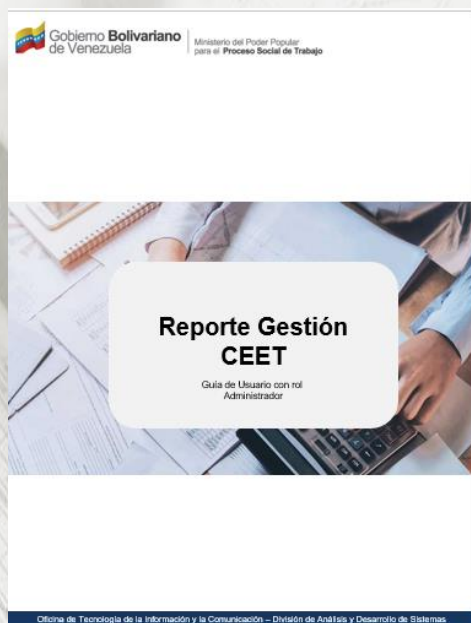 Gobierno Bolivariano
de Venezuela
Ministerio del Poder Popular
para el Proceso Social de Trabajo
Reporte Gestión
CEET
Guía de Usuario con rol
Administrador
Oficina de Tecnología de la Información y la Comunicación – División de Análisis y Desarrollo de Sistemas